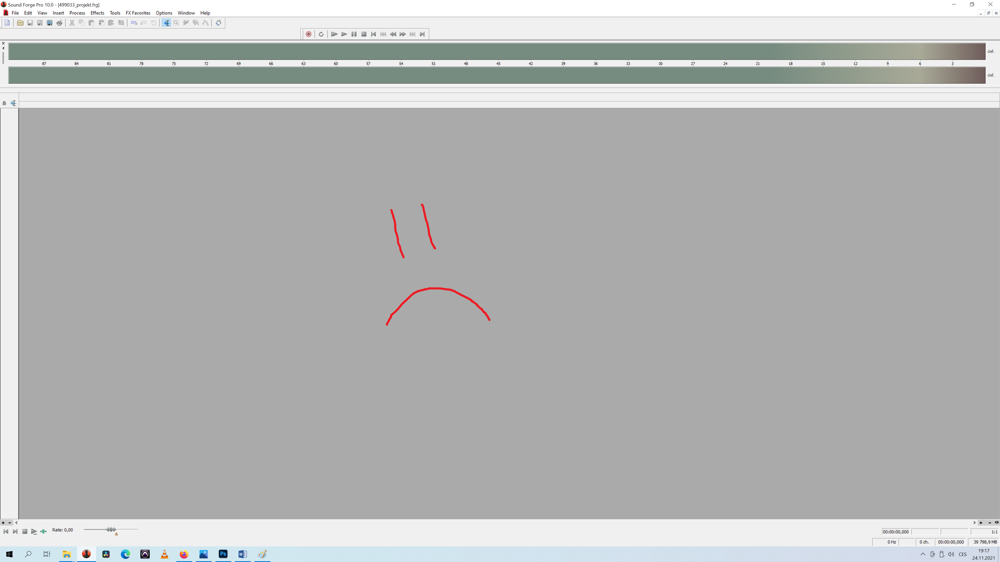 Sound Forge Pro 10.0 - [499033_projekt.frg]
File Edit View Insert Process Effects Tools FX Favorites Options Window Help
-Inf.
87 84 81 78 75 72 69 66 63 60 57 54 51 48 45 42 39 36 33 30 27 24 21 18 15 12 9 6 3
-Inf.
Rate: 0,00
00:00:00,000 1:1
0 Hz 0 ch. 00:00:00,000 39 798,9 MB
Ps W CES 19:17
24.11.2021